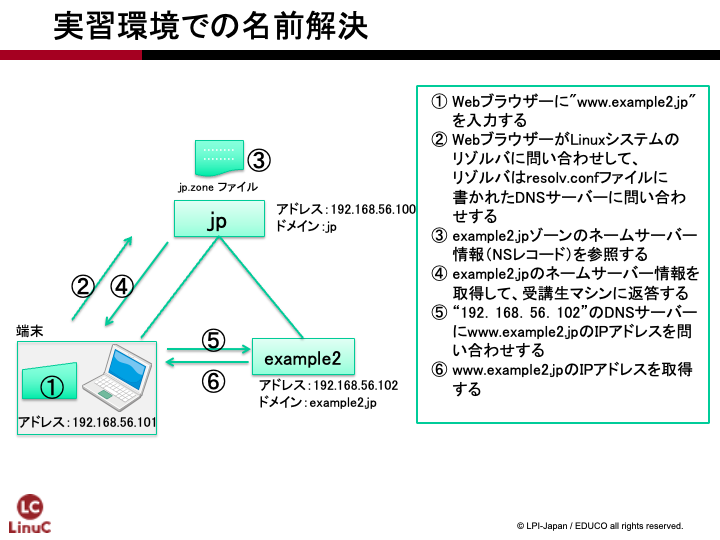 実習環境での名前解決
① Webブラウザーに"www.example2.jp"
を入力する
② WebブラウザーがLinuxシステムの
リゾルバに問い合わせして、
リゾルバはresolv.confファイルに
書かれたDNSサーバーに問い合わ
せする
③ example2.jpゾーンのネームサーバー
情報（NSレコード）を参照する
④ example2.jpのネームサーバー情報を
取得して、受講生マシンに返答する
⑤ “192．168．56．102”のDNSサーバー
にwww.example2.jpのIPアドレスを問
い合わせする
⑥ www.example2.jpのIPアドレスを取得
する
③
jp.zone ファイル
jp
アドレス：192.168.56.100
ドメイン：jp
②
④
端末
①
アドレス：192.168.56.101
⑤
⑥
example2
アドレス：192.168.56.102
ドメイン：example2.jp
LC
LinuC
© LPI-Japan / EDUCO all rights reserved.